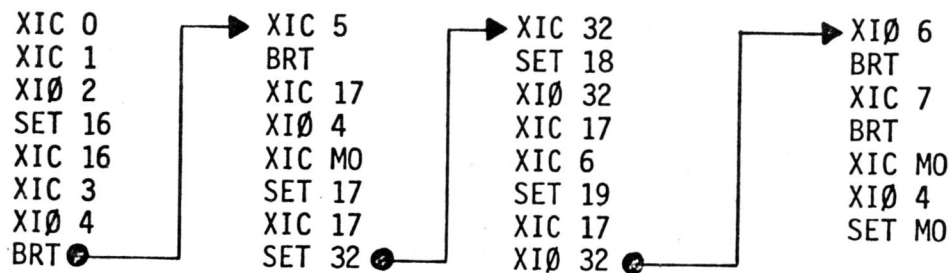 XIC 0
XIC 1
XIØ 2
SET 16
XIC 16
XIC 3
XIØ 4
BRT
XIC 5
BRT
XIC 17
XIØ 4
XIC MO
SET 17
XIC 17
SET 32
XIC 32
SET 18
XIØ 32
XIC 17
XIC 6
SET 19
XIC 17
XIØ 32
XIØ 6
BRT
XIC 7
BRT
XIC MO
XIØ 4
SET MO